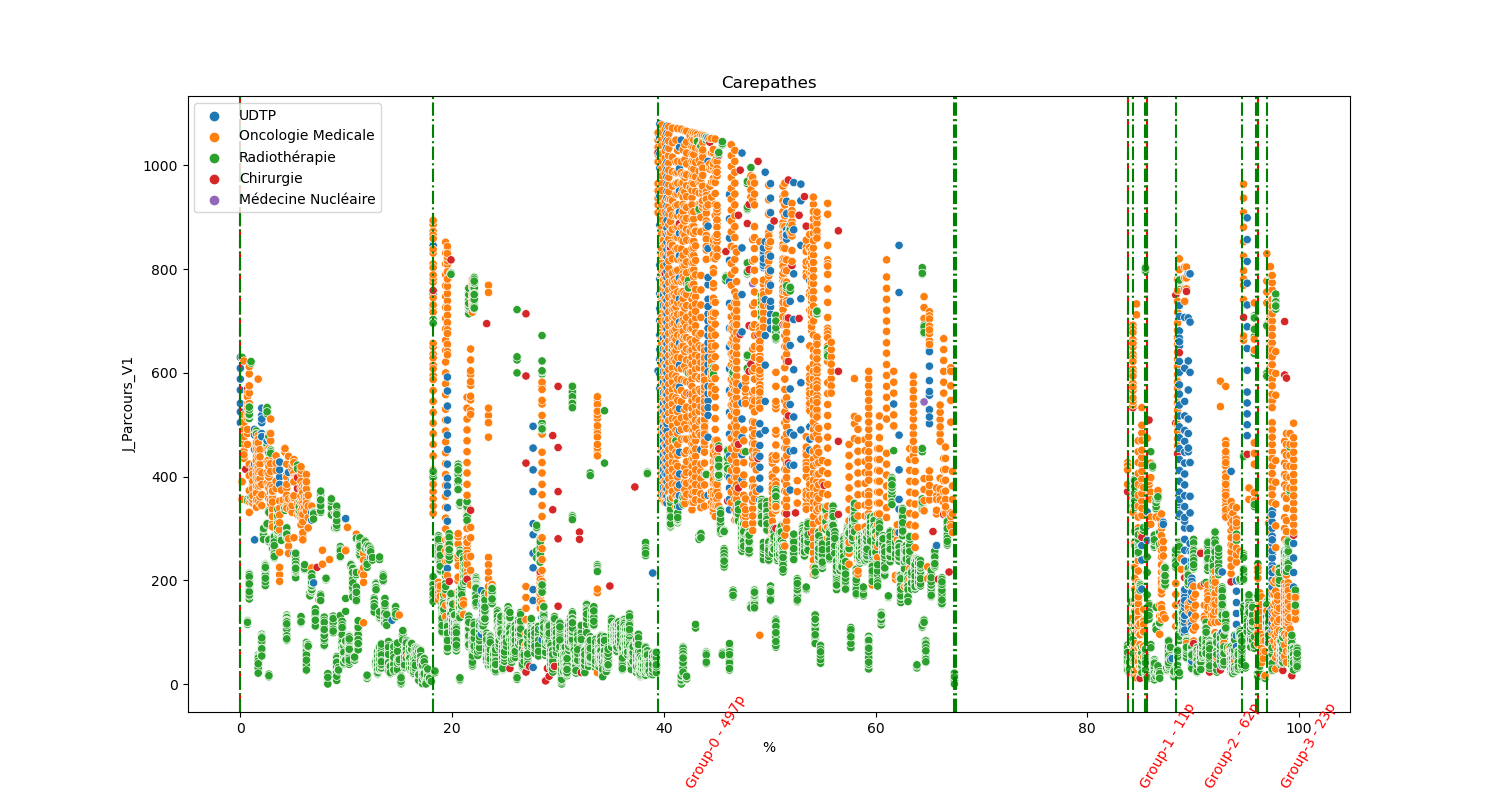 Carepathes
UDTP
Oncologie Medicale
Radiothérapie
Chirurgie
Médecine Nucléaire
J_Parcours_V1
1000
800
600
400
200
0
0 20 40 60 80 100
%
Group-0 - 497p
Group-1 - 11p
Group-2 - 62p
Group-3 - 23p